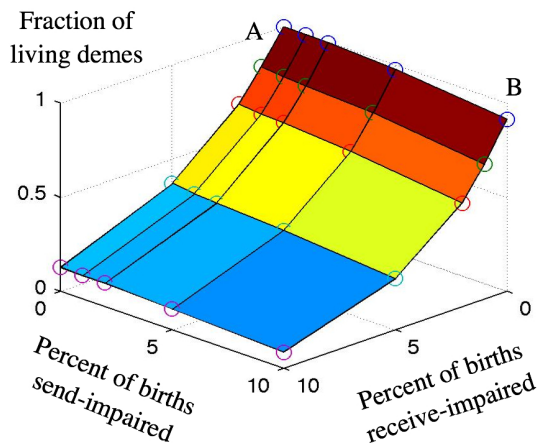 Fraction of
living demes
A
B
1
0.5
0
0
5
10
10
5
0
Percent of births
send-impaired
Percent of births
receive-impaired